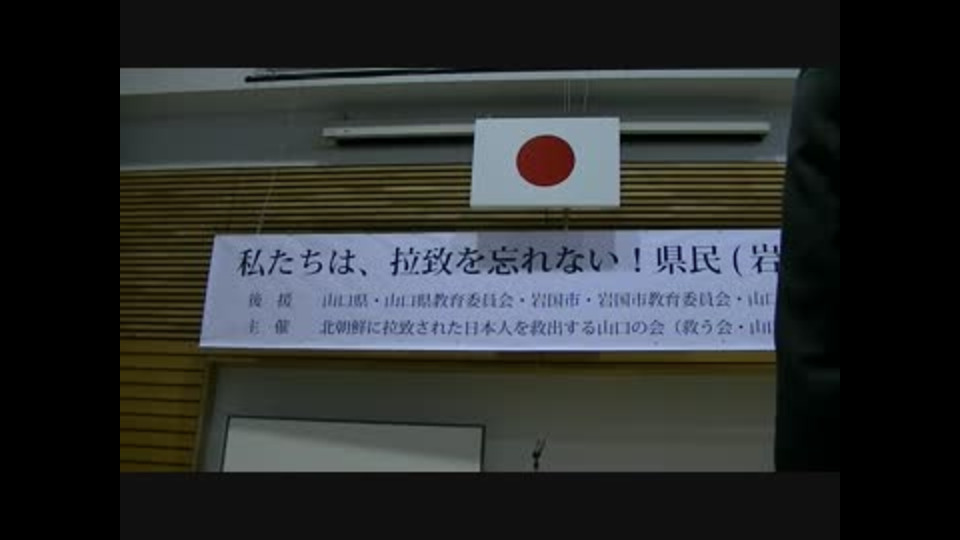 私たちは、拉致を忘れない！県民(岩
後 援　山口県・山口県教育委員会・岩国市・岩国市教育委員会・山口
主 催　北朝鮮に拉致された日本人を救出する山口の会（救う会・山口